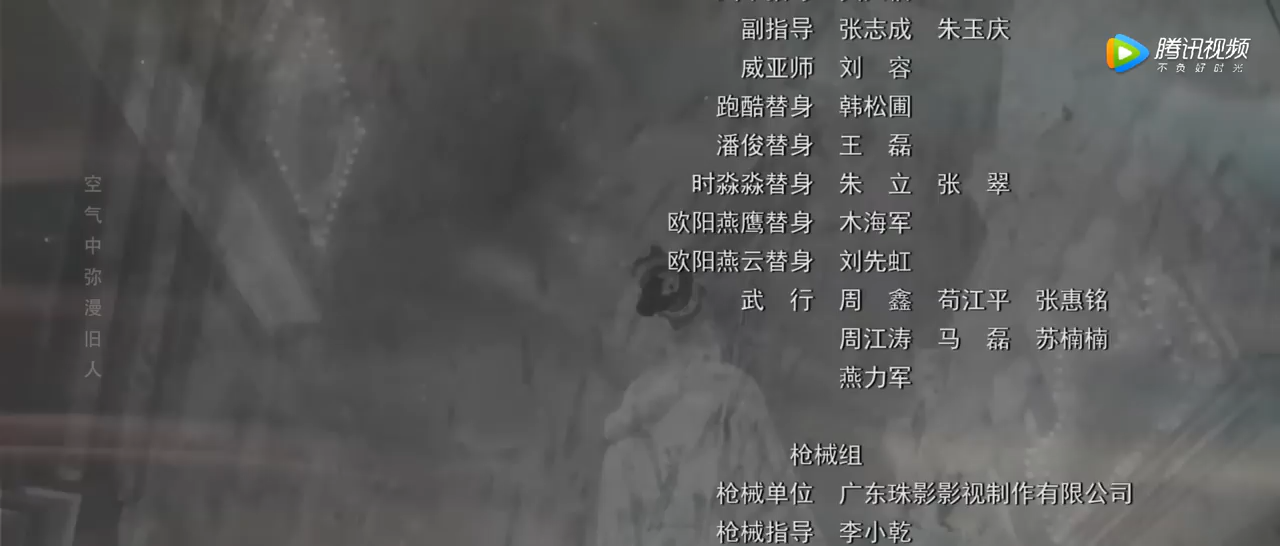 副指导 张志成 朱玉庆
威亚师 刘 容
跑酷替身 韩松圃
潘俊替身 王 磊
时淼淼替身 朱 立 张 翠
欧阳燕鹰替身 木海军
欧阳燕云替身 刘先虹
武 行 周 鑫 苟江平 张惠铭
周江涛 马 磊 苏楠楠
燕力军
枪械组
枪械单位 广东珠影影视制作有限公司
枪械指导 李小乾
空气中弥漫旧人
腾讯视频
不负好时光